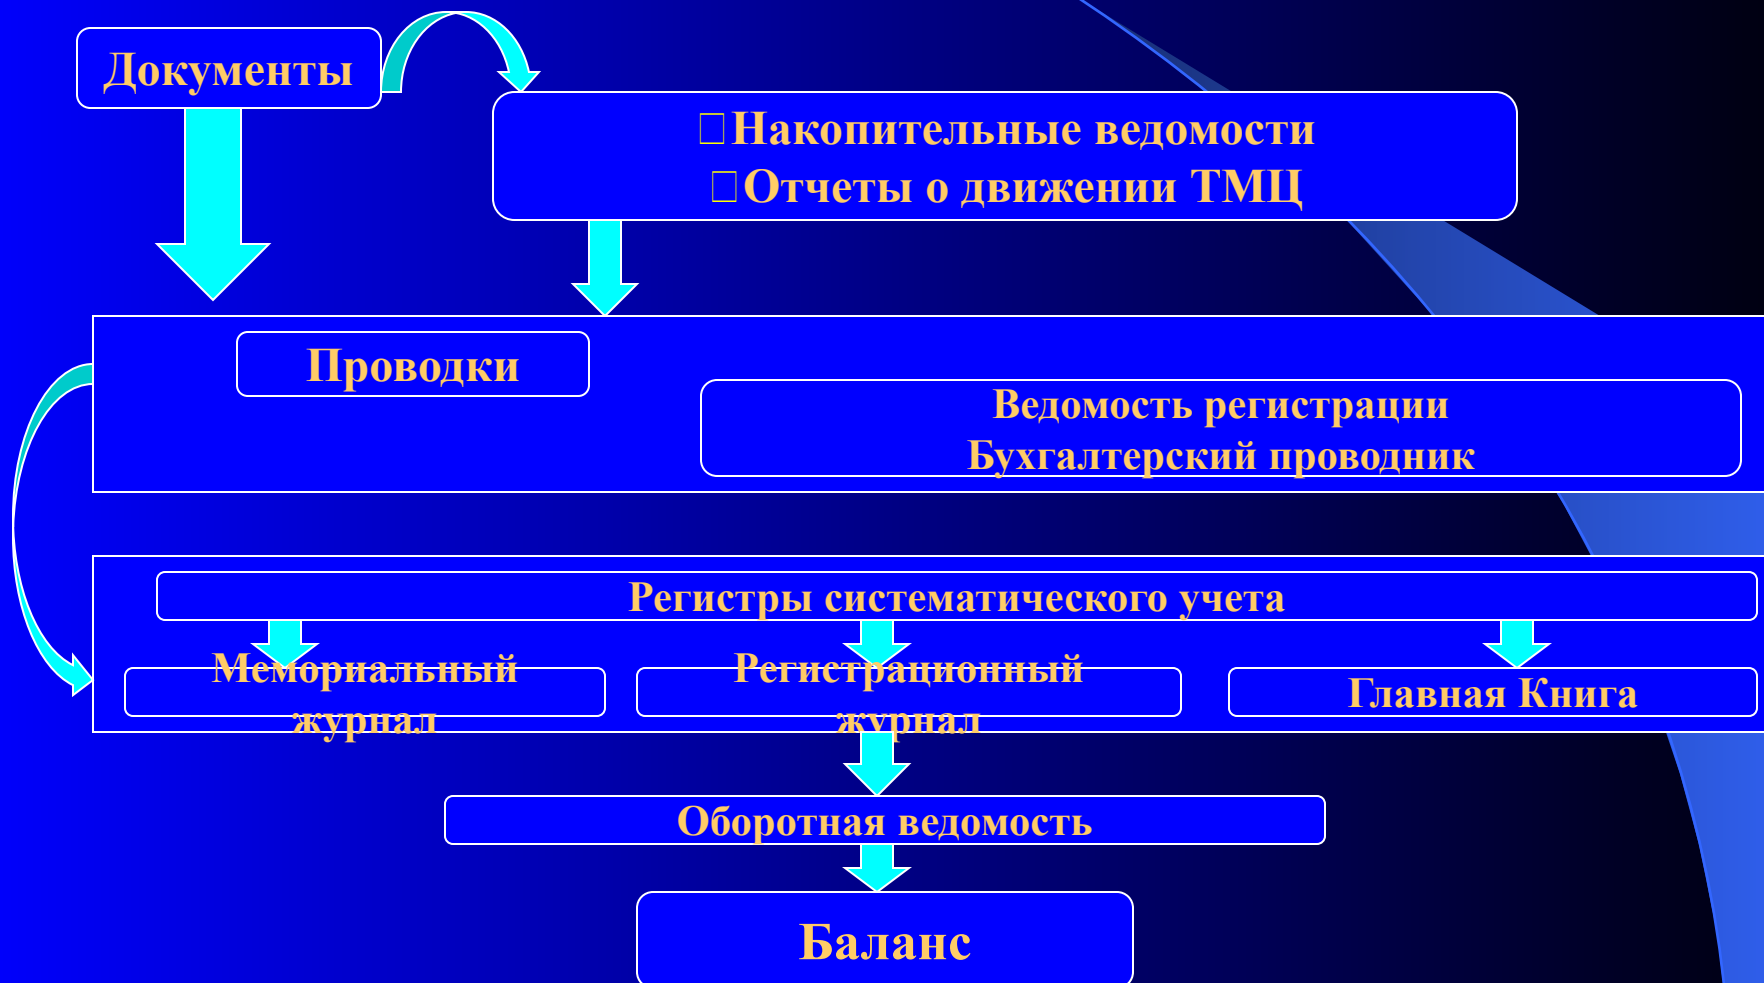 Документы
Накопительные ведомости
Отчеты о движении ТМЦ
Проводки
Ведомость регистрации
Бухгалтерский проводник
Регистры систематического учета
Мемориальный
журнал
Регистрационный
журнал
Главная Книга
Оборотная ведомость
Баланс